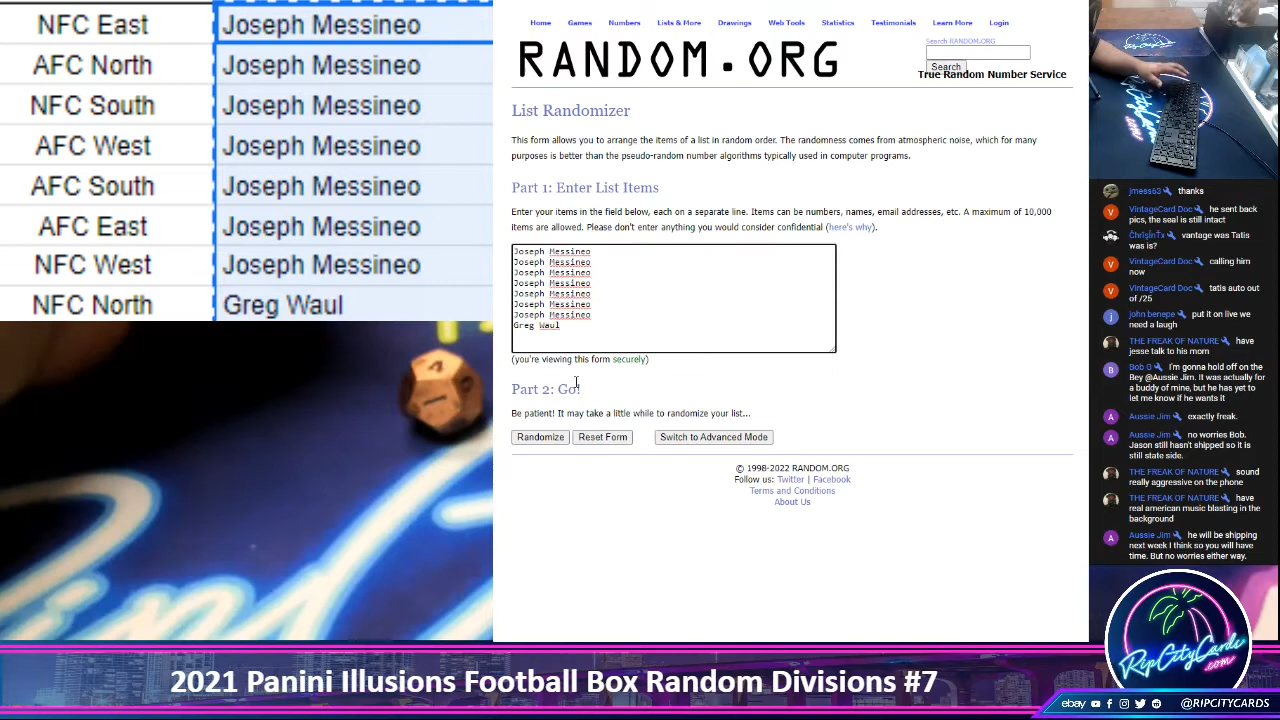 NFC East Joseph Messineo
AFC North Joseph Messineo
NFC South Joseph Messineo
AFC West Joseph Messineo
AFC South Joseph Messineo
AFC East Joseph Messineo
NFC West Joseph Messineo
NFC North Greg Waul
Home Games Numbers Lists & More Drawings Web Tools Statistics Testimonials Learn More Login
RANDOM.ORG
Search RANDOM.ORG
Search
True Random Number Service
List Randomizer
This form allows you to arrange the items of a list in random order. The randomness comes from atmospheric noise, which for many
purposes is better than the pseudo-random number algorithms typically used in computer programs.
Part 1: Enter List Items
Enter your items in the field below, each on a separate line. Items can be numbers, names, email addresses, etc. A maximum of 10,000
items are allowed. Please don't enter anything you would consider confidential (here's why).
Joseph Messineo
Joseph Messineo
Joseph Messineo
Joseph Messineo
Joseph Messineo
Joseph Messineo
Joseph Messineo
Greg Waul
(you're viewing this form securely)
Part 2: Go!
Be patient! It may take a little while to randomize your list...
Randomize Reset Form Switch to Advanced Mode
© 1998-2022 RANDOM.ORG
Follow us: Twitter | Facebook
Terms and Conditions
About Us
jmess63 thanks
VintageCard Doc he sent back
pics, the seal is still intact
ČhrïşÍnŤx vantage was Tatis
was is?
VintageCard Doc calling him
now
VintageCard Doc tatis auto out
of /25
john benepe put it on live we
need a laugh
THE FREAK OF NATURE have
jesse talk to his mom
Bob G I'm gonna hold off on the
Bey @Aussie Jim. It was actually for
a buddy of mine, but he has yet to
let me know if he wants it
Aussie Jim exactly freak.
Aussie Jim no worries Bob.
Jason still hasn't shipped so it is
still state side.
THE FREAK OF NATURE sound
really aggressive on the phone
THE FREAK OF NATURE have
real american music blasting in the
background
Aussie Jim he will be shipping
next week I think so you will have
time. But no worries either way.
2021 Panini Illusions Football Box Random Divisions #7
RipCityCards
.com
ebay @RIPCITYCARDS